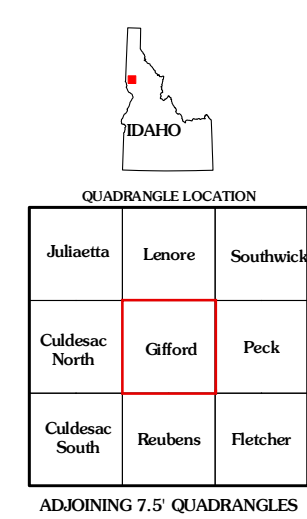 IDAHO
QUADRANGLE LOCATION
Juliaetta
Lenore
Southwick
Culdesac
North
Gifford
Peck
Culdesac
South
Reubens
Fletcher
ADJOINING 7.5' QUADRANGLES